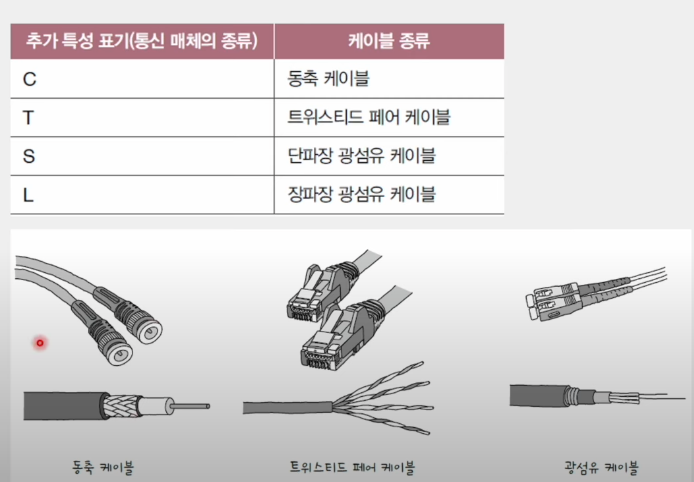 추가 특성 표기(통신 매체의 종류) 케이블 종류
C 동축 케이블
T 트위스티드 페어 케이블
S 단파장 광섬유 케이블
L 장파장 광섬유 케이블
동축 케이블 트위스티드 페어 케이블 광섬유 케이블